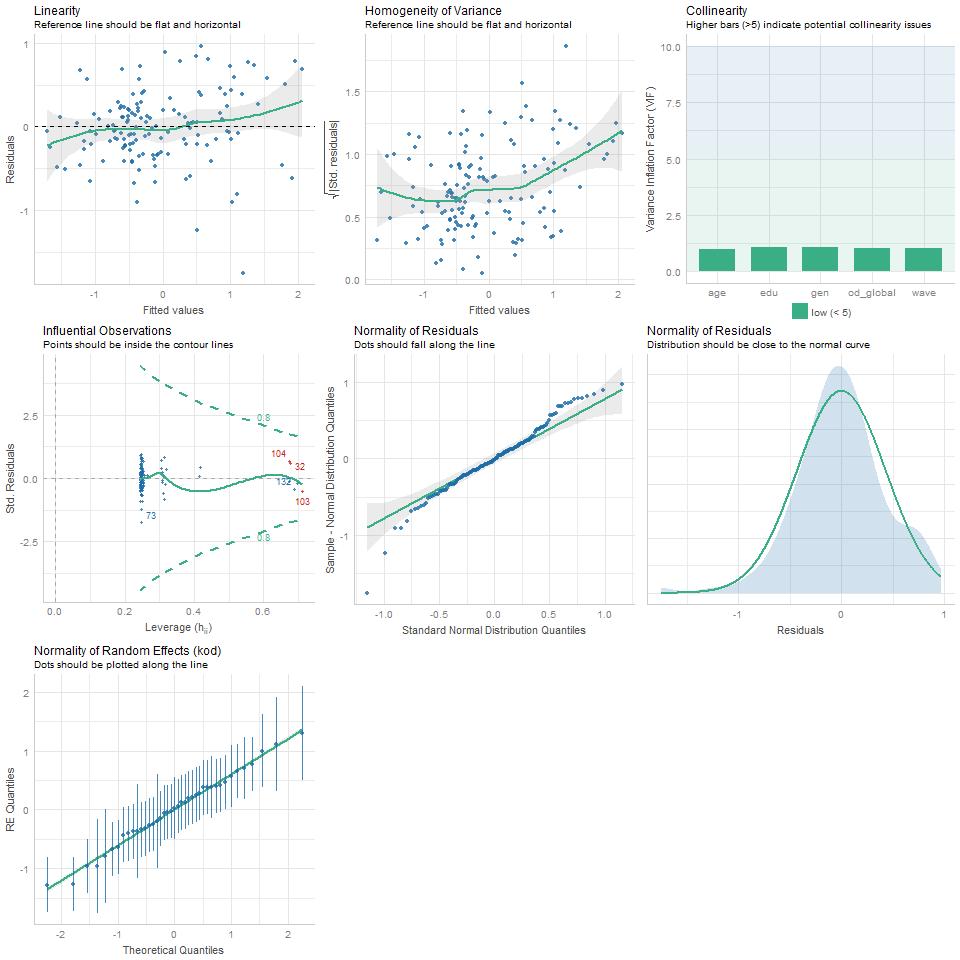 Linearity
Reference line should be flat and horizontal
1
0
-1
Residuals
-1
0
1
2
Fitted values
Homogeneity of Variance
Reference line should be flat and horizontal
1.5
1.0
0.5
0.0
√|Std. residuals|
-1
0
1
2
Fitted values
Collinearity
Higher bars (>5) indicate potential collinearity issues
10.0
7.5
5.0
2.5
0.0
Variance Inflation Factor (VIF)
age
edu
gen
od_global
wave
low (< 5)
Influential Observations
Points should be inside the contour lines
2.5
0.0
-2.5
Std. Residuals
0.8
104
32
132
103
73
0.8
0.0
0.2
0.4
0.6
Leverage (hii)
Normality of Residuals
Dots should fall along the line
1
0
-1
Sample - Normal Distribution Quantiles
-1.0
-0.5
0.0
0.5
1.0
Standard Normal Distribution Quantiles
Normality of Residuals
Distribution should be close to the normal curve
-1
0
1
Residuals
Normality of Random Effects (kod)
Dots should be plotted along the line
2
1
0
-1
RE Quantiles
-2
-1
0
1
2
Theoretical Quantiles